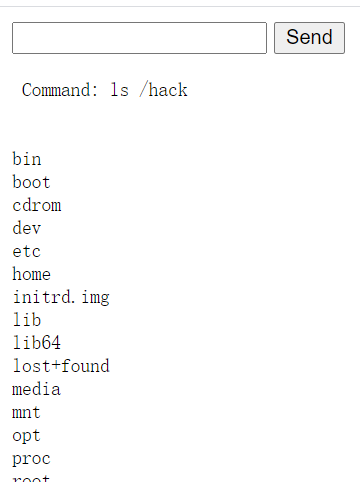 Send
Command: ls /hack
bin
boot
cdrom
dev
etc
home
initrd.img
lib
lib64
lost+found
media
mnt
opt
proc
root